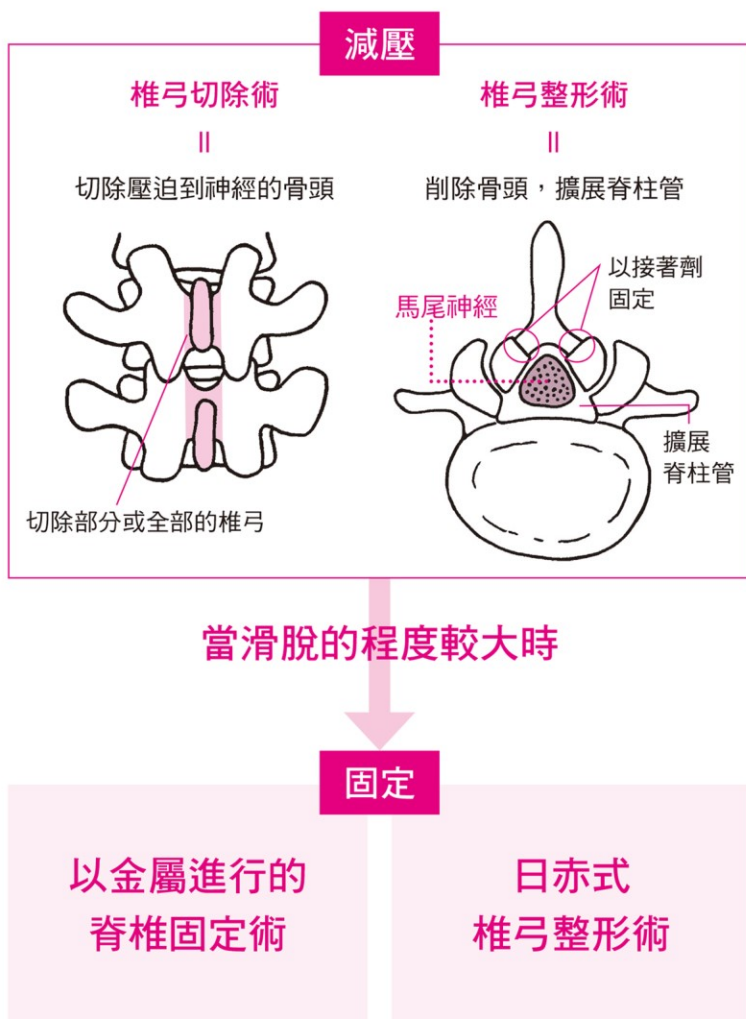 減壓
椎弓切除術
=
切除壓迫到神經的骨頭
切除部分或全部的椎弓
椎弓整形術
=
削除骨頭，擴展脊柱管
以接著劑
固定
馬尾神經
擴展
脊柱管
當滑脫的程度較大時
固定
以金屬進行的
脊椎固定術
日赤式
椎弓整形術